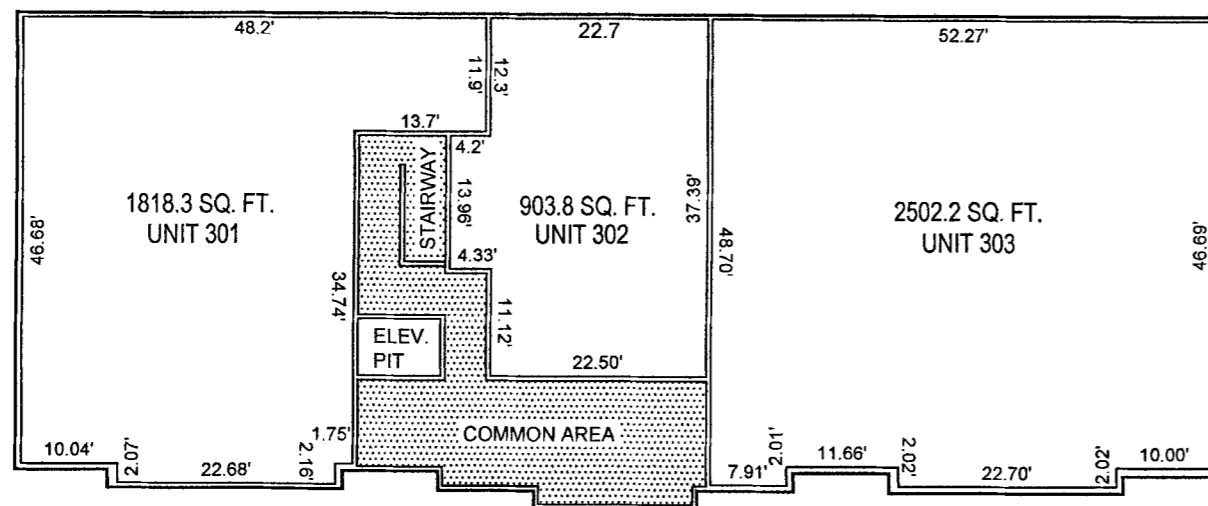 48.2'
22.7
52.27'
11.9'
12.3'
13.7'
4.2'
STAIRWAY
13.96'
37.39'
1818.3 SQ. FT.
UNIT 301
903.8 SQ. FT.
UNIT 302
2502.2 SQ. FT.
UNIT 303
46.68'
48.70'
46.69'
4.33'
34.74'
11.12'
ELEV.
PIT
22.50'
1.75'
COMMON AREA
10.04'
2.07'
22.68'
2.16'
7.91'
2.01'
11.66'
2.02'
22.70'
2.02'
10.00'